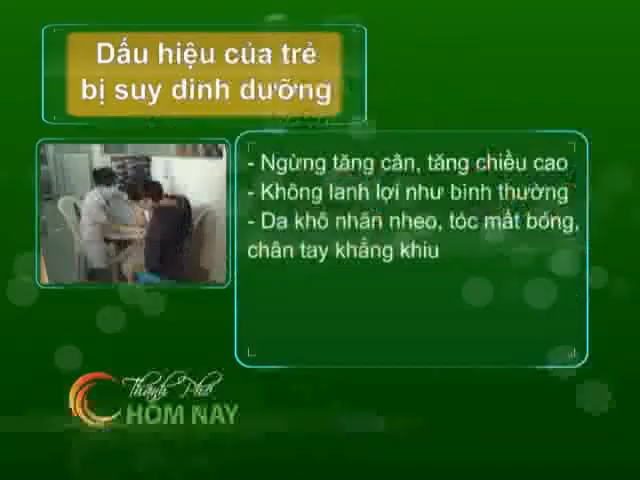 Dấu hiệu của trẻ
bị suy dinh dưỡng
- Ngừng tăng cân, tăng chiều cao
- Không lanh lợi như bình thường
- Da khô nhăn nheo, tóc mất bóng,
chân tay khẳng khiu
Thành Phố
HÔM NAY